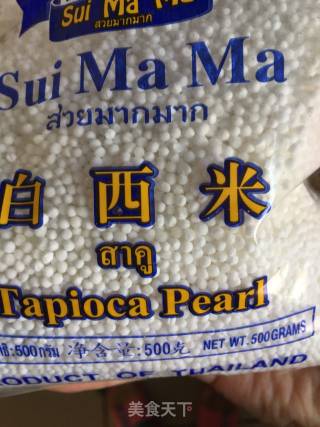 Sui Ma Ma
สวยมากมาก
Sui Ma Ma
สวยมากมาก
白西米
สาคู
Tapioca Pearl
:500กรัม 净含量:500克 NET WT.500GRAMS
PRODUCT OF THAILAND
美食天下